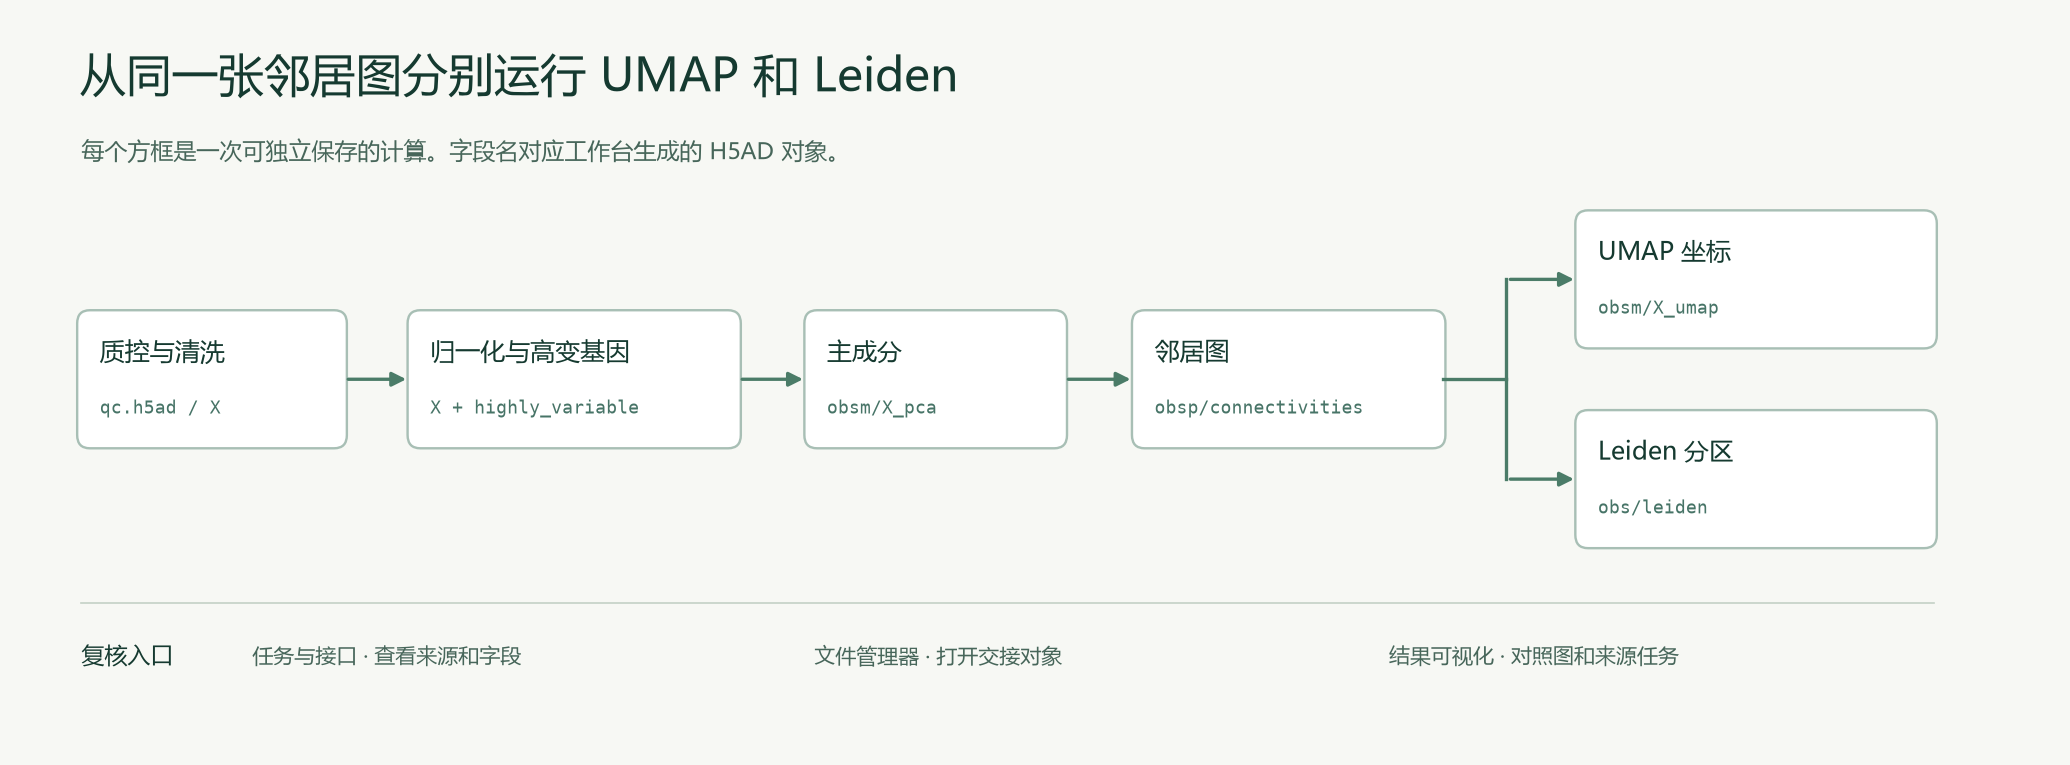 从同一张邻居图分别运行 UMAP 和 Leiden
每个方框是一次可独立保存的计算。字段名对应工作台生成的 H5AD 对象。
质控与清洗
qc.h5ad / X
归一化与高变基因
X + highly_variable
主成分
obsm/X_pca
邻居图
obsp/connectivities
UMAP 坐标
obsm/X_umap
Leiden 分区
obs/leiden
复核入口
任务与接口 · 查看来源和字段
文件管理器 · 打开交接对象
结果可视化 · 对照图和来源任务